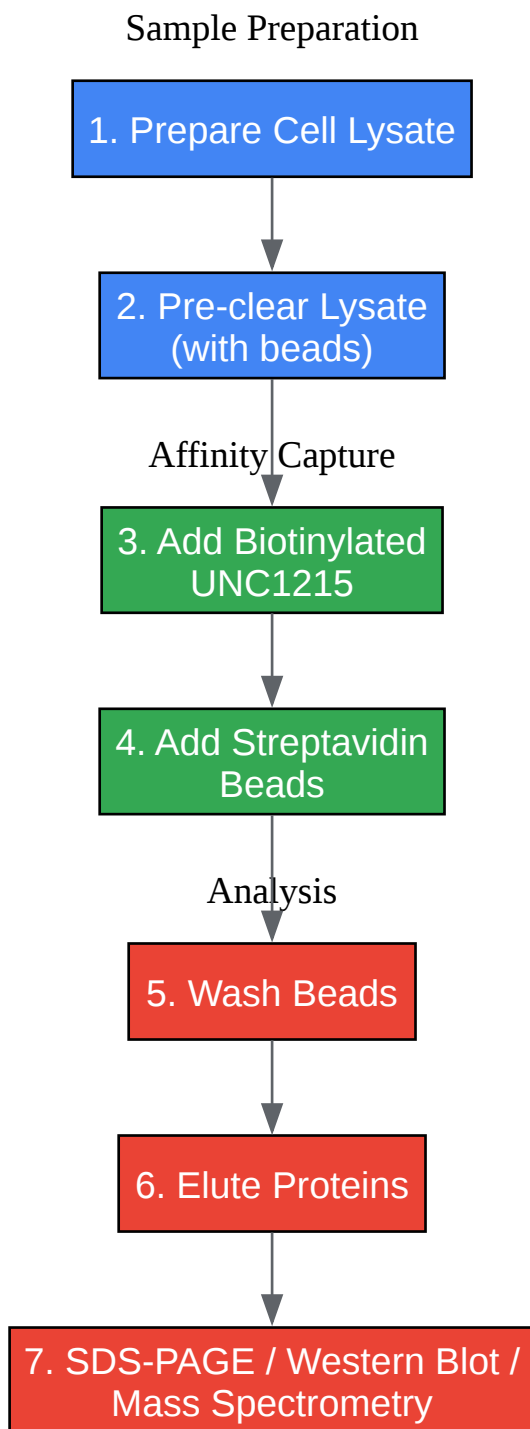 Sample Preparation
1. Prepare Cell Lysate
2. Pre-clear Lysate
(with beads)
Affinity Capture
3. Add Biotinylated
UNC1215
4. Add Streptavidin
Beads
Analysis
5. Wash Beads
6. Elute Proteins
7. SDS-PAGE / Western Blot /
Mass Spectrometry